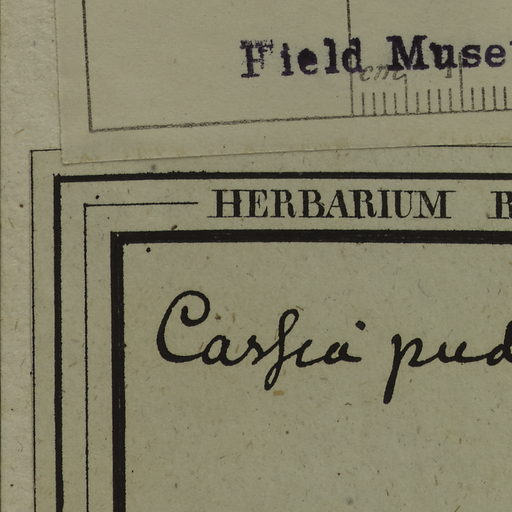 Field Muse
cm.
HERBARIUM R
Cassia pud